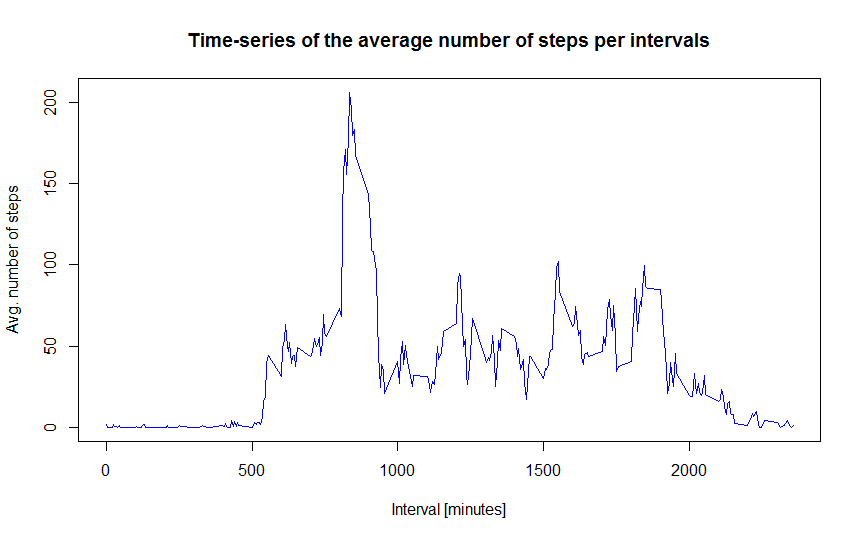 Time-series of the average number of steps per intervals
Avg. number of steps
200
150
100
50
0
0 500 1000 1500 2000
Interval [minutes]